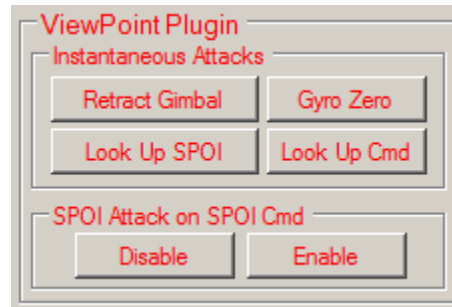 ViewPoint Plugin
Instantaneous Attacks
Retract Gimbal Gyro Zero
Look Up SPOI Look Up Cmd
SPOI Attack on SPOI Cmd
Disable Enable